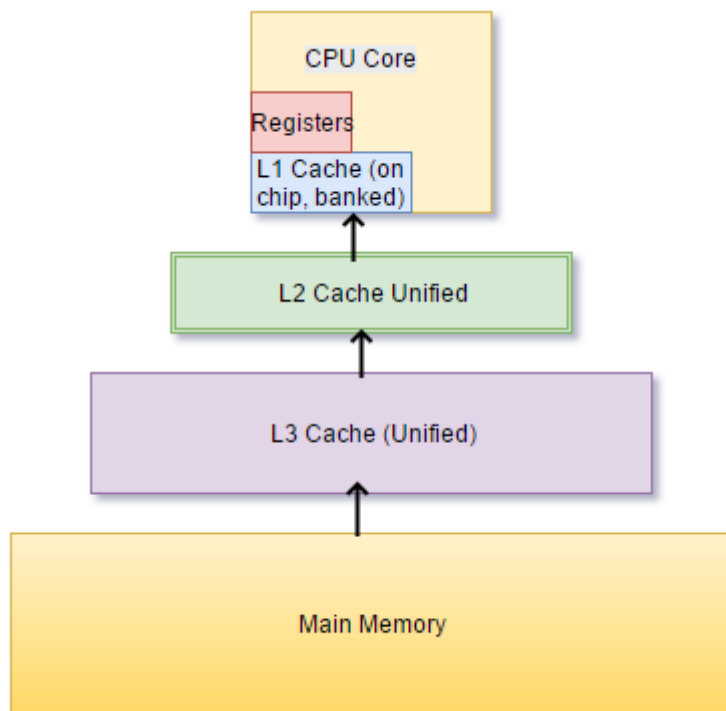 CPU Core
Registers
L1 Cache (on
chip, banked)
L2 Cache Unified
L3 Cache (Unified)
Main Memory